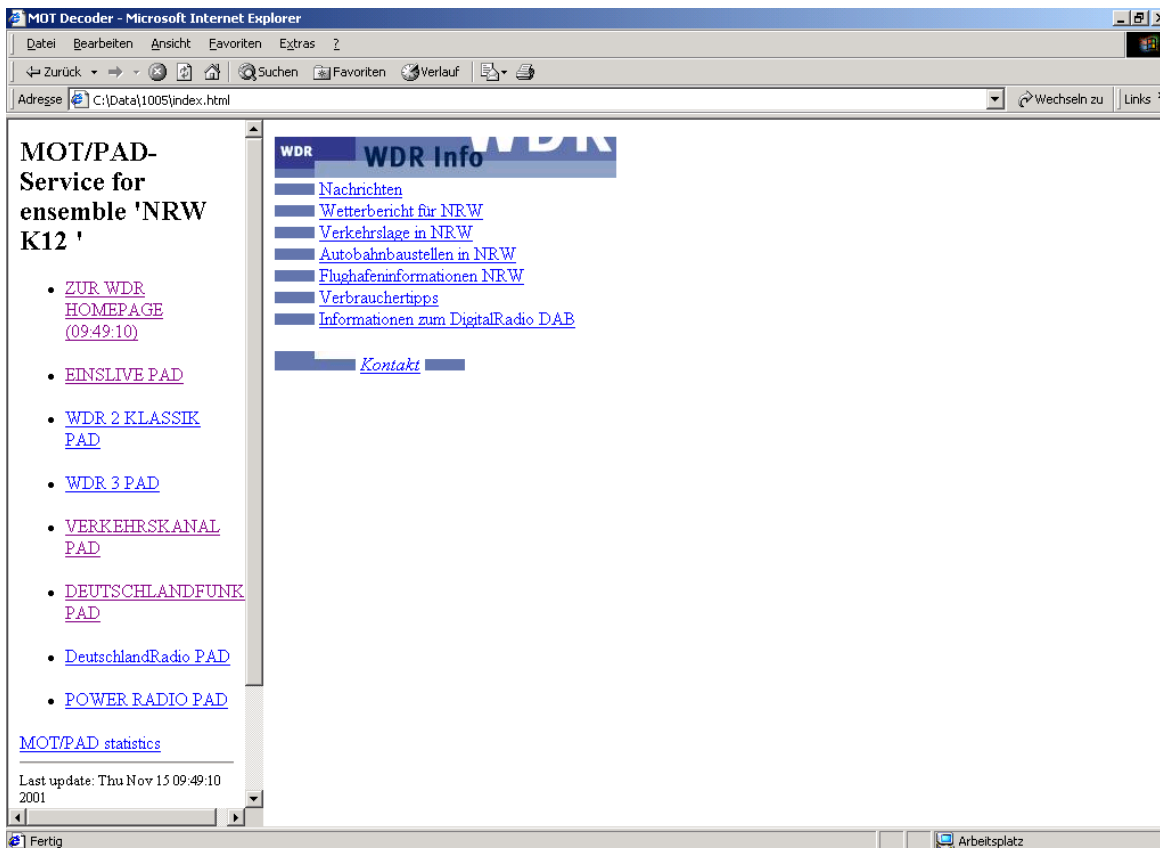 MOT Decoder - Microsoft Internet Explorer
Datei Bearbeiten Ansicht Favoriten Extras ?
Zurück Suchen Favoriten Verlauf
Adresse C:\Data\1005\index.html Wechseln zu Links
MOT/PAD-
Service for
ensemble 'NRW
K12 '
ZUR WDR
HOMEPAGE
(09:49:10)
EINSLIVE PAD
WDR 2 KLASSIK
PAD
WDR 3 PAD
VERKEHRSKANAL
PAD
DEUTSCHLANDFUNK
PAD
DeutschlandRadio PAD
POWER RADIO PAD
MOT/PAD statistics
Last update: Thu Nov 15 09:49:10
2001
WDR
WDR
WDR Info
Nachrichten
Wetterbericht für NRW
Verkehrslage in NRW
Autobahnbaustellen in NRW
Flughafeninformationen NRW
Verbrauchertipps
Informationen zum DigitalRadio DAB
Kontakt
Fertig
Arbeitsplatz